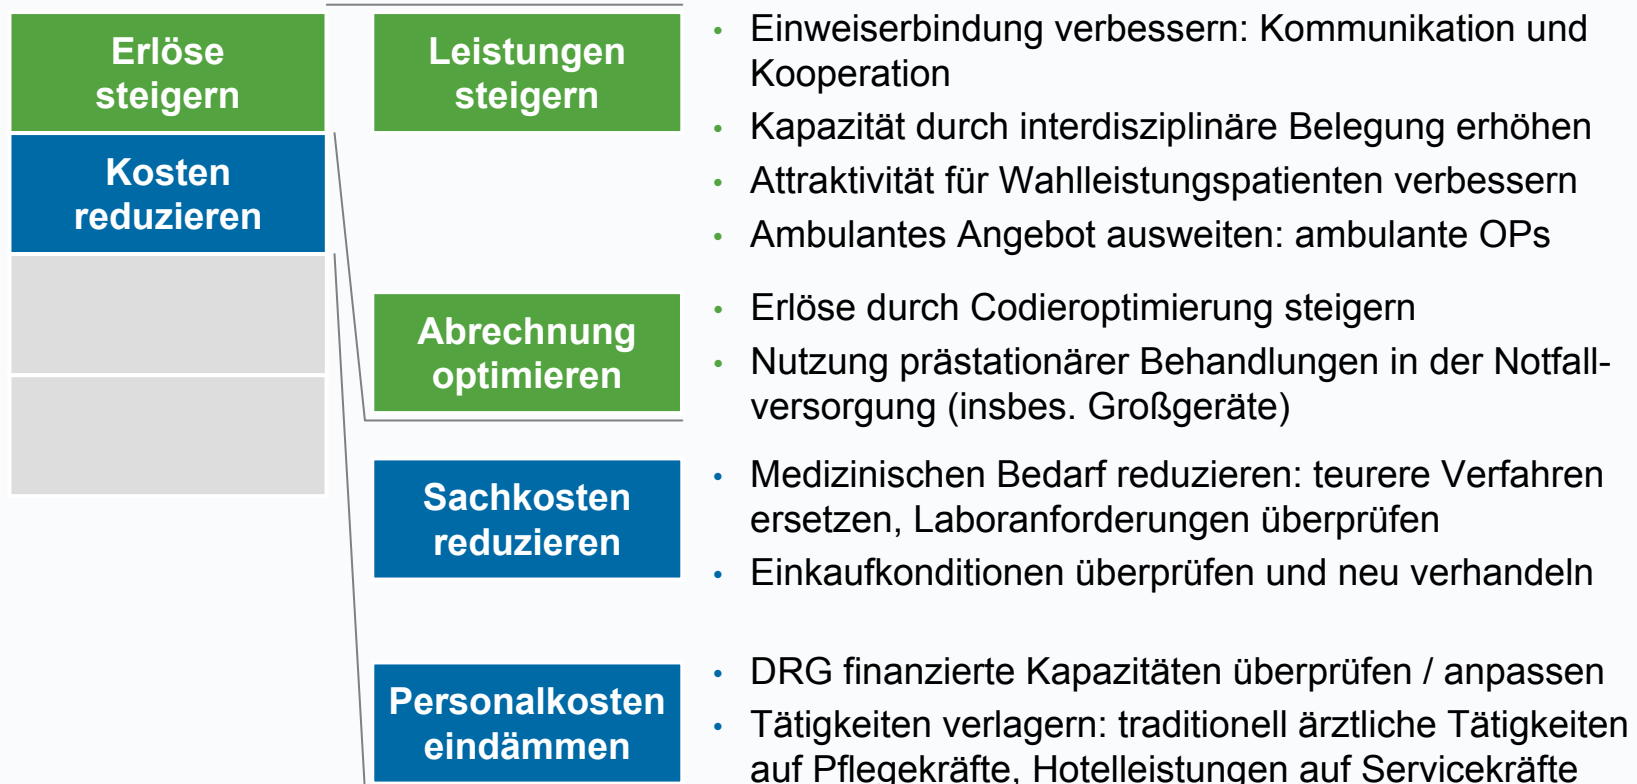 Erlöse
steigern
Kosten
reduzieren
Leistungen
steigern
• Einweiserbindung verbessern: Kommunikation und
Kooperation
• Kapazität durch interdisziplinäre Belegung erhöhen
• Attraktivität für Wahlleistungspatienten verbessern
• Ambulantes Angebot ausweiten: ambulante OPs
Abrechnung
optimieren
• Erlöse durch Codieroptimierung steigern
• Nutzung prästationärer Behandlungen in der Notfall-
versorgung (insbes. Großgeräte)
Sachkosten
reduzieren
• Medizinischen Bedarf reduzieren: teurere Verfahren
ersetzen, Laboranforderungen überprüfen
• Einkaufkonditionen überprüfen und neu verhandeln
Personalkosten
eindämmen
• DRG finanzierte Kapazitäten überprüfen / anpassen
• Tätigkeiten verlagern: traditionell ärztliche Tätigkeiten
auf Pflegekräfte, Hotelleistungen auf Servicekräfte